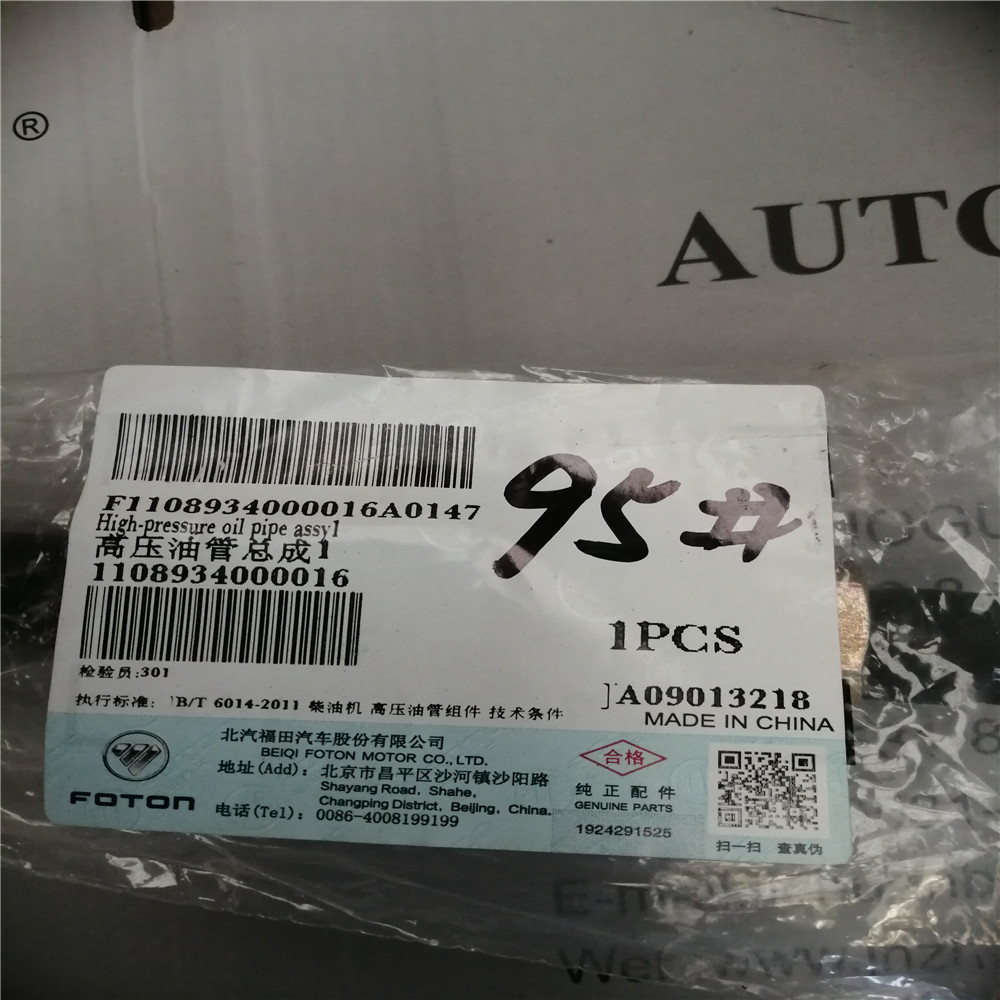 ®
AUTO
F1108934000016A0147
High-pressure oil pipe assy1
高压油管总成1
1108934000016
95#
1PCS
检验员:301
JA09013218
执行标准: JB/T 6014-2011 柴油机 高压油管组件 技术条件
MADE IN CHINA
北汽福田汽车股份有限公司
BEIQI FOTON MOTOR CO., LTD.
地址(Add): 北京市昌平区沙河镇沙阳路
Shayang Road, Shahe,
Changping District, Beijing, China.
电话(Tel): 0086-4008199199
FOTON
合格
纯正配件
GENUINE PARTS
1924291525
扫一扫 查真伪